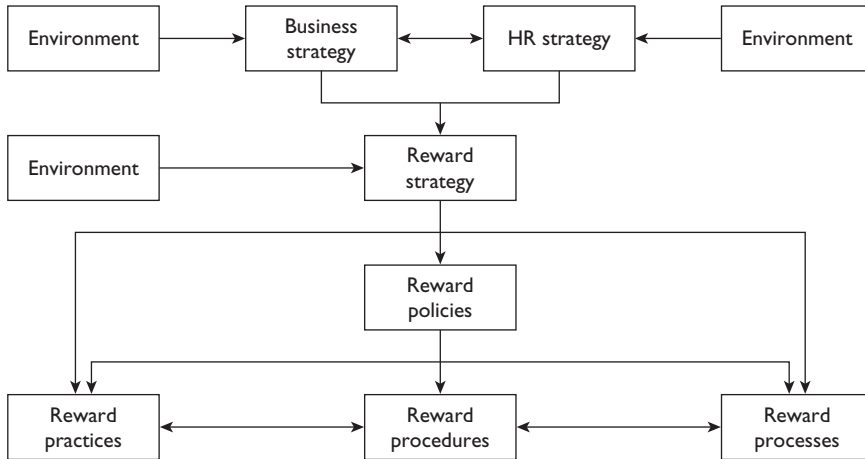 Environment
Business
strategy
HR strategy
Environment
Environment
Reward
strategy
Reward
policies
Reward
practices
Reward
procedures
Reward
processes